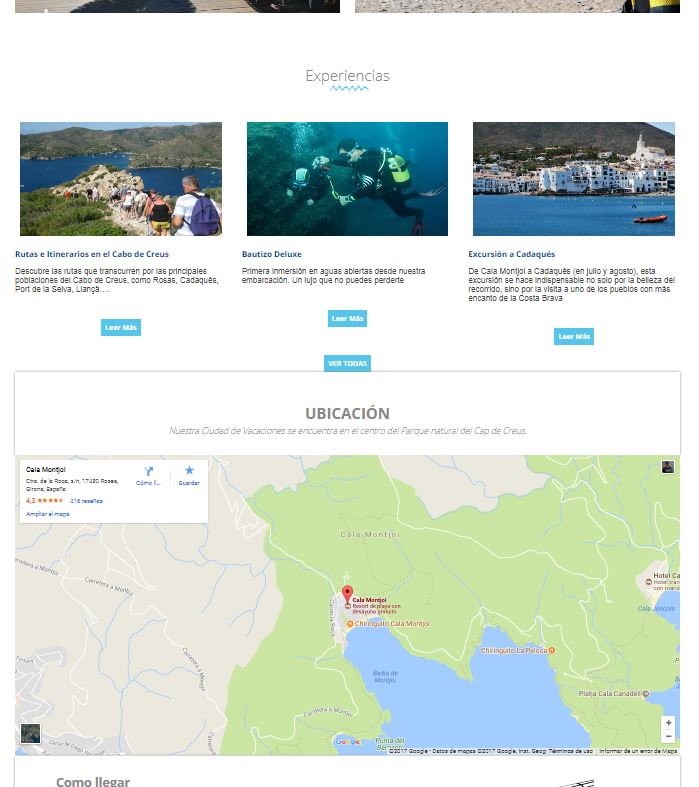 Experiencias
Rutas e Itinerarios en el Cabo de Creus
Descubre las rutas que transcurren por las principales
poblaciones del Cabo de Creus, como Rosas, Cadaqués,
Port de la Selva, Llançà....
Leer Más
Bautizo Deluxe
Primera inmersión en aguas abiertas desde nuestra
embarcación. Un lujo que no puedes perderte
Leer Más
Excursión a Cadaqués
De Cala Montjoi a Cadaqués (en julio y agosto), esta
excursión se hace indispensable no solo por la belleza del
recorrido, sino por la visita a uno de los pueblos con más
encanto de la Costa Brava
Leer Más
VER TODAS
UBICACIÓN
Nuestra Ciudad de Vacaciones se encuentra en el centro del Parque natural del Cap de Creus.
Cala Montjoi
Ctra. de la Roca, s/n, 17480 Roses,
Girona, España
4,3 416 reseñas
Ampliar el mapa
Cómo ll...
Guardar
Cala Montjoi
Carretera a Montjoi
Carretera a Montjoi
Carretera a Montjoi
Cala Montjoi
Resort de playa con
desayuno gratuito
Chiringuito Cala Montjoi
Hotel Ca
Hotel tran
con maris
Cala Jóncols
Chiringuito La Pelosa
Badia de
Montjoi
Platja Cala Canadell
Carretera a Montjoi
Google
Punta del
©2017 Google - Datos de mapas ©2017 Google, Inst. Geogr. Términos de uso Informar de un error de Maps
Como llegar